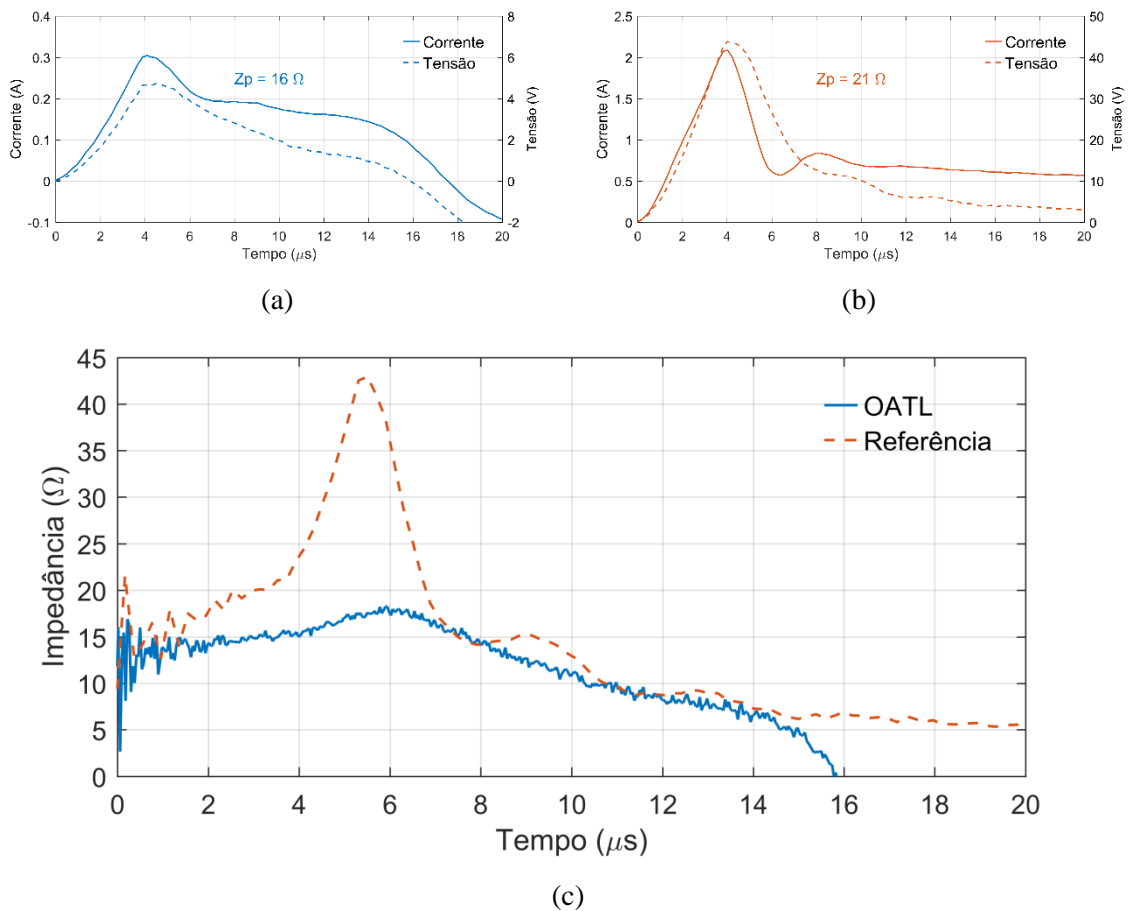 0.4
0.3
0.2
0.1
0
-0.1
Corrente (A)
8
6
4
2
0
-2
Tensão (V)
Corrente
Tensão
Zp = 16 Ω
0 2 4 6 8 10 12 14 16 18 20
Tempo (μs)
(a)
2.5
2
1.5
1
0.5
0
Corrente (A)
50
40
30
20
10
0
Tensão (V)
Corrente
Tensão
Zp = 21 Ω
0 2 4 6 8 10 12 14 16 18 20
Tempo (μs)
(b)
45
40
35
30
25
20
15
10
5
0
Impedância (Ω)
OATL
Referência
0 2 4 6 8 10 12 14 16 18 20
Tempo (μs)
(c)